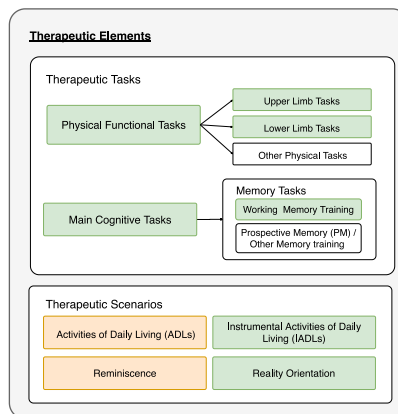 Therapeutic Elements
Therapeutic Tasks
Physical Functional Tasks
Upper Limb Tasks
Lower Limb Tasks
Other Physical Tasks
Main Cognitive Tasks
Memory Tasks
Working Memory Training
Prospective Memory (PM) /
Other Memory training
Therapeutic Scenarios
Activities of Daily Living (ADLs)
Instrumental Activities of Daily
Living (IADLs)
Reminiscence
Reality Orientation